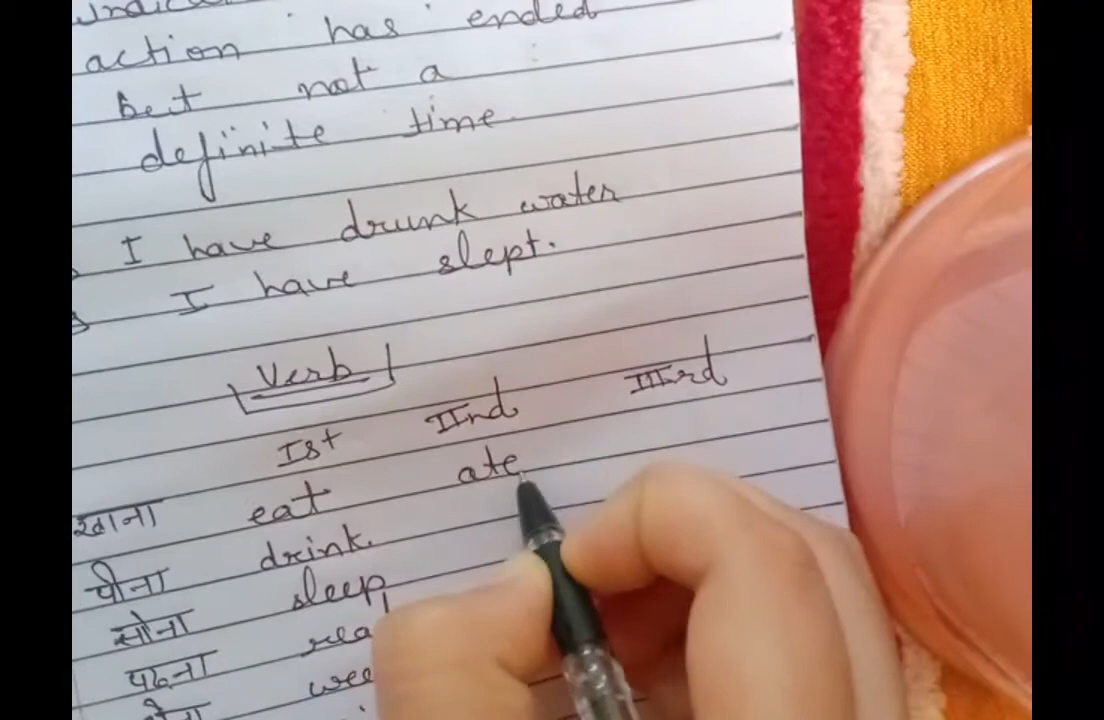 action has ended
but not a
definite time.
I have drunk water
I have slept.
Verb
Ist IInd IIIrd
खाना eat ate
पीना drink
सोना sleep
पढ़ना